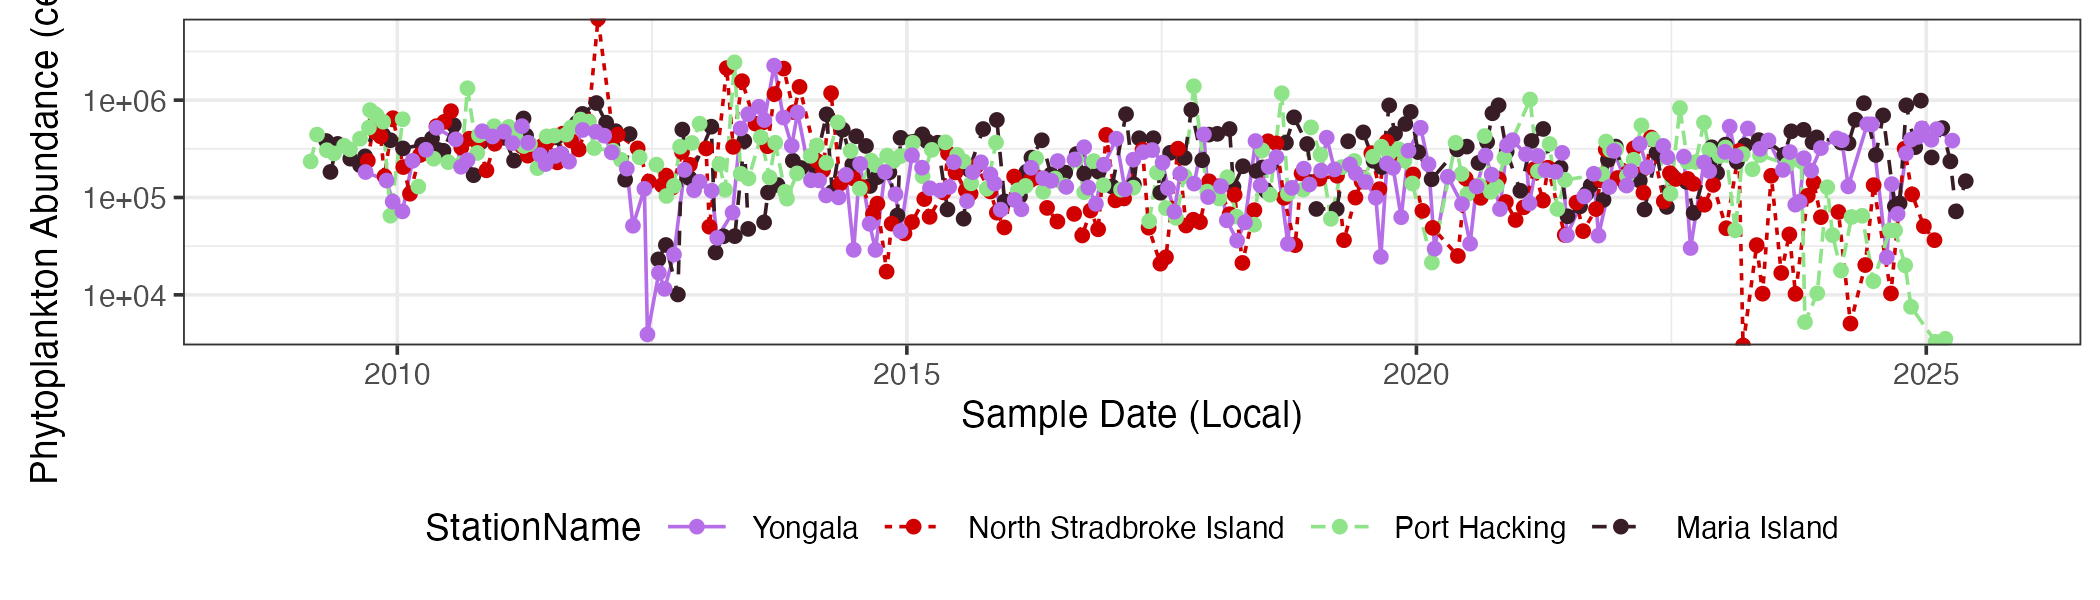 Phytoplankton Abundance (ce
1e+06
1e+05
1e+04
2010 2015 2020 2025
Sample Date (Local)
StationName Yongala North Stradbroke Island Port Hacking Maria Island